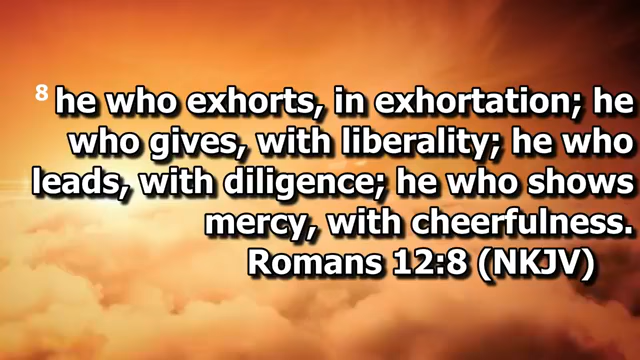 8 he who exhorts, in exhortation; he
who gives, with liberality; he who
leads, with diligence; he who shows
mercy, with cheerfulness.
Romans 12:8 (NKJV)